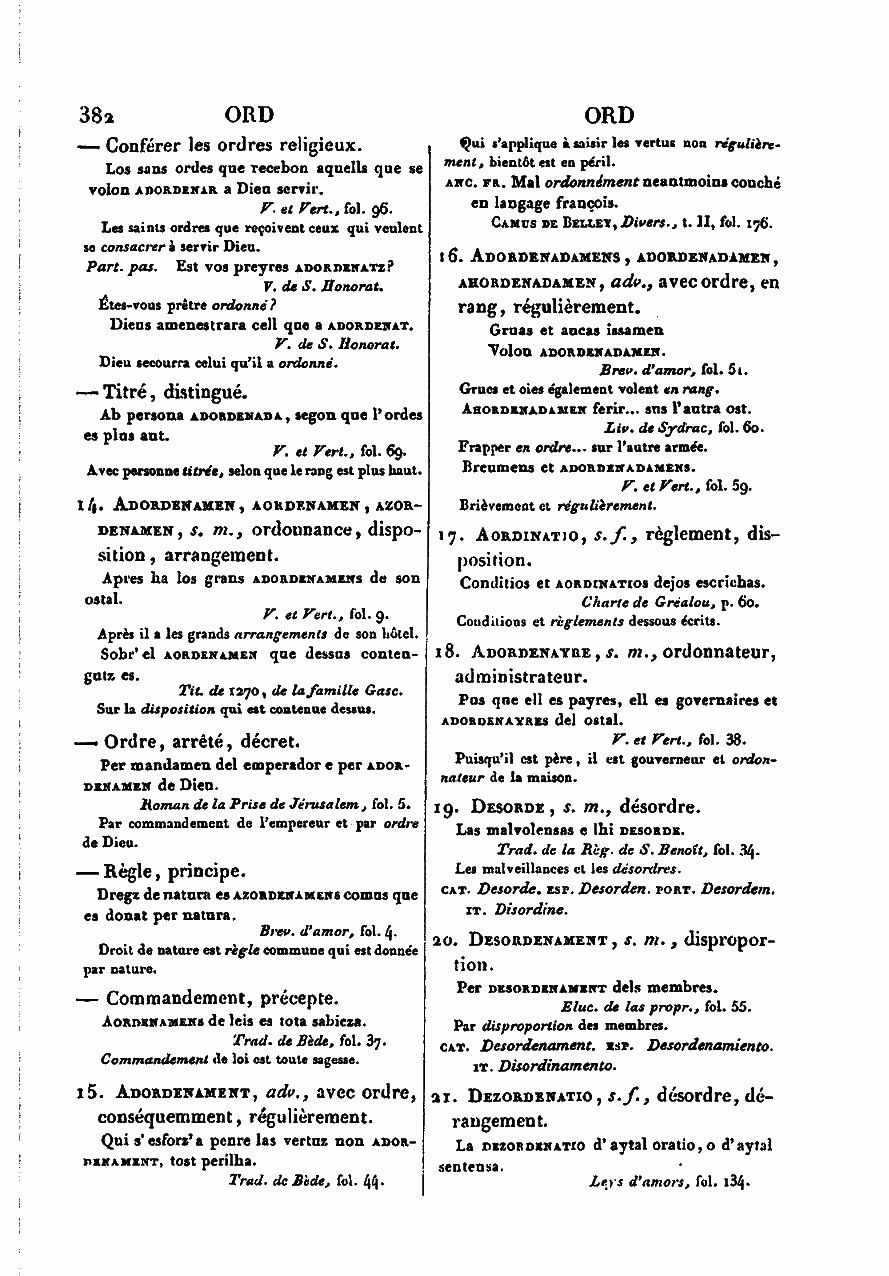 382 ORD
— Conférer les ordres religieux.
Los sans ordes que recebon aquells que se
volon ADORDENAR a Dieu servir.
V. et Vert., fol. 96.
Les saints ordres que reçoivent ceux qui veulent
se consacrer à servir Dieu.
Part. pas. Est vos preyres ADORDENATZ?
V. de S. Honorat.
Êtes-vous prêtre ordonné?
Dieus amenestrara cell que a ADORDENAT.
V. de S. Honorat.
Dieu secourra celui qu'il a ordonné.
— Titré, distingué.
Ab persona ADORDENADA, segon que l'ordes
es plus aut.
V. et Vert., fol. 69.
Avec personne titrée, selon que le rang est plus haut.
14. ADORDENAMEN, AORDENAMEN, AZOR-
DENAMEN, s. m., ordonnance, dispo-
sition, arrangement.
Apres ha los grans ADORDENAMENS de son
ostal.
V. et Vert., fol. 9.
Après il a les grands arrangements de son hôtel.
Sobr' el AORDENAMEN que dessus conten-
gutz es.
Tit. de 1270, de la famille Gasc.
Sur la disposition qui est contenue dessus.
— Ordre, arrêté, décret.
Per mandamen del emperador e per ADOR-
DENAMEN de Dieu.
Roman de la Prise de Jérusalem, fol. 5.
Par commandement de l'empereur et par ordre
de Dieu.
— Règle, principe.
Dregz de natura es AZORDENAMENS comus que
es donat per natura.
Brev. d'amor, fol. 4.
Droit de nature est règle commune qui est donnée
par nature.
— Commandement, précepte.
AORDENAMENS de leis es tota sabieza.
Trad. de Bède, fol. 37.
Commandement de loi est toute sagesse.
15. ADORDENAMENT, adv., avec ordre,
conséquemment, régulièrement.
Qui s'esforz'a penre las vertuz non ADOR-
DENAMENT, tost perilha.
Trad. de Bède, fol. 44.
ORD
Qui s'applique à saisir les vertus non régulière-
ment, bientôt est en péril.
ANC. FR. Mal ordonnément neantmoins couché
en langage françois.
CAMUS DE BELLEY, Divers., t. II, fol. 176.
16. ADORDENADAMENS, ADORDENADAMEN,
AHORDENADAMEN, adv., avec ordre, en
rang, régulièrement.
Gruas et aucas issamen
Volon ADORDENADAMEN.
Brev. d'amor, fol. 51.
Grues et oies également volent en rang.
AHORDENADAMEN ferir... sus l'autra ost.
Liv. de Sydrac, fol. 60.
Frapper en ordre... sur l'autre armée.
Breumens et ADORDENADAMENS.
V. et Vert., fol. 59.
Brièvement et régulièrement.
17. AORDINATIO, s. f., règlement, dis-
position.
Conditios et AORDINATIOS dejos escrichas.
Charte de Gréalou, p. 60.
Conditions et règlements dessous écrits.
18. ADORDENAYRE, s. m., ordonnateur,
administrateur.
Pus que ell es payres, ell es governaires et
ADORDENAYRES del ostal.
V. et Vert., fol. 38.
Puisqu'il est père, il est gouverneur et ordon-
nateur de la maison.
19. DESORDE, s. m., désordre.
Las malvolensas e lhi DESORDE.
Trad. de la Règ. de S. Benoît, fol. 34.
Les malveillances et les désordres.
CAT. Desorde. ESP. Desorden. PORT. Desordem.
IT. Disordine.
20. DESORDENAMENT, s. m., dispropor-
tion.
Per DESORDENAMENT dels membres.
Eluc. de las propr., fol. 55.
Par disproportion des membres.
CAT. Desordenament. ESP. Desordenamiento.
IT. Disordinamento.
21. DEZORDENATIO, s. f., désordre, dé-
rangement.
La DEZORDENATIO d'aytal oratio, o d'aytal
sentensa.
Leys d'amors, fol. 134.